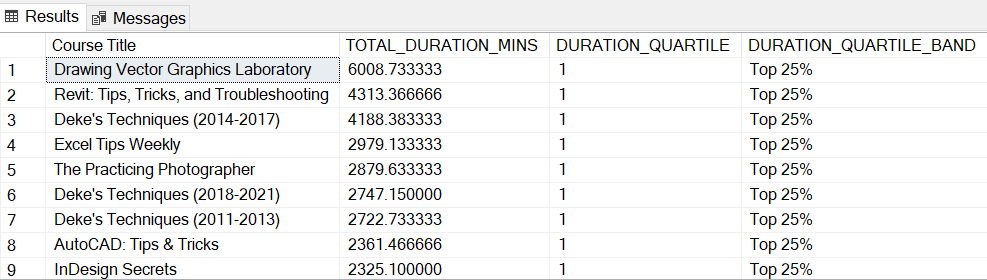 Results Messages
Course Title TOTAL_DURATION_MINS DURATION_QUARTILE DURATION_QUARTILE_BAND
1 Drawing Vector Graphics Laboratory 6008.733333 1 Top 25%
2 Revit: Tips, Tricks, and Troubleshooting 4313.366666 1 Top 25%
3 Deke's Techniques (2014-2017) 4188.383333 1 Top 25%
4 Excel Tips Weekly 2979.133333 1 Top 25%
5 The Practicing Photographer 2879.633333 1 Top 25%
6 Deke's Techniques (2018-2021) 2747.150000 1 Top 25%
7 Deke's Techniques (2011-2013) 2722.733333 1 Top 25%
8 AutoCAD: Tips & Tricks 2361.466666 1 Top 25%
9 InDesign Secrets 2325.100000 1 Top 25%